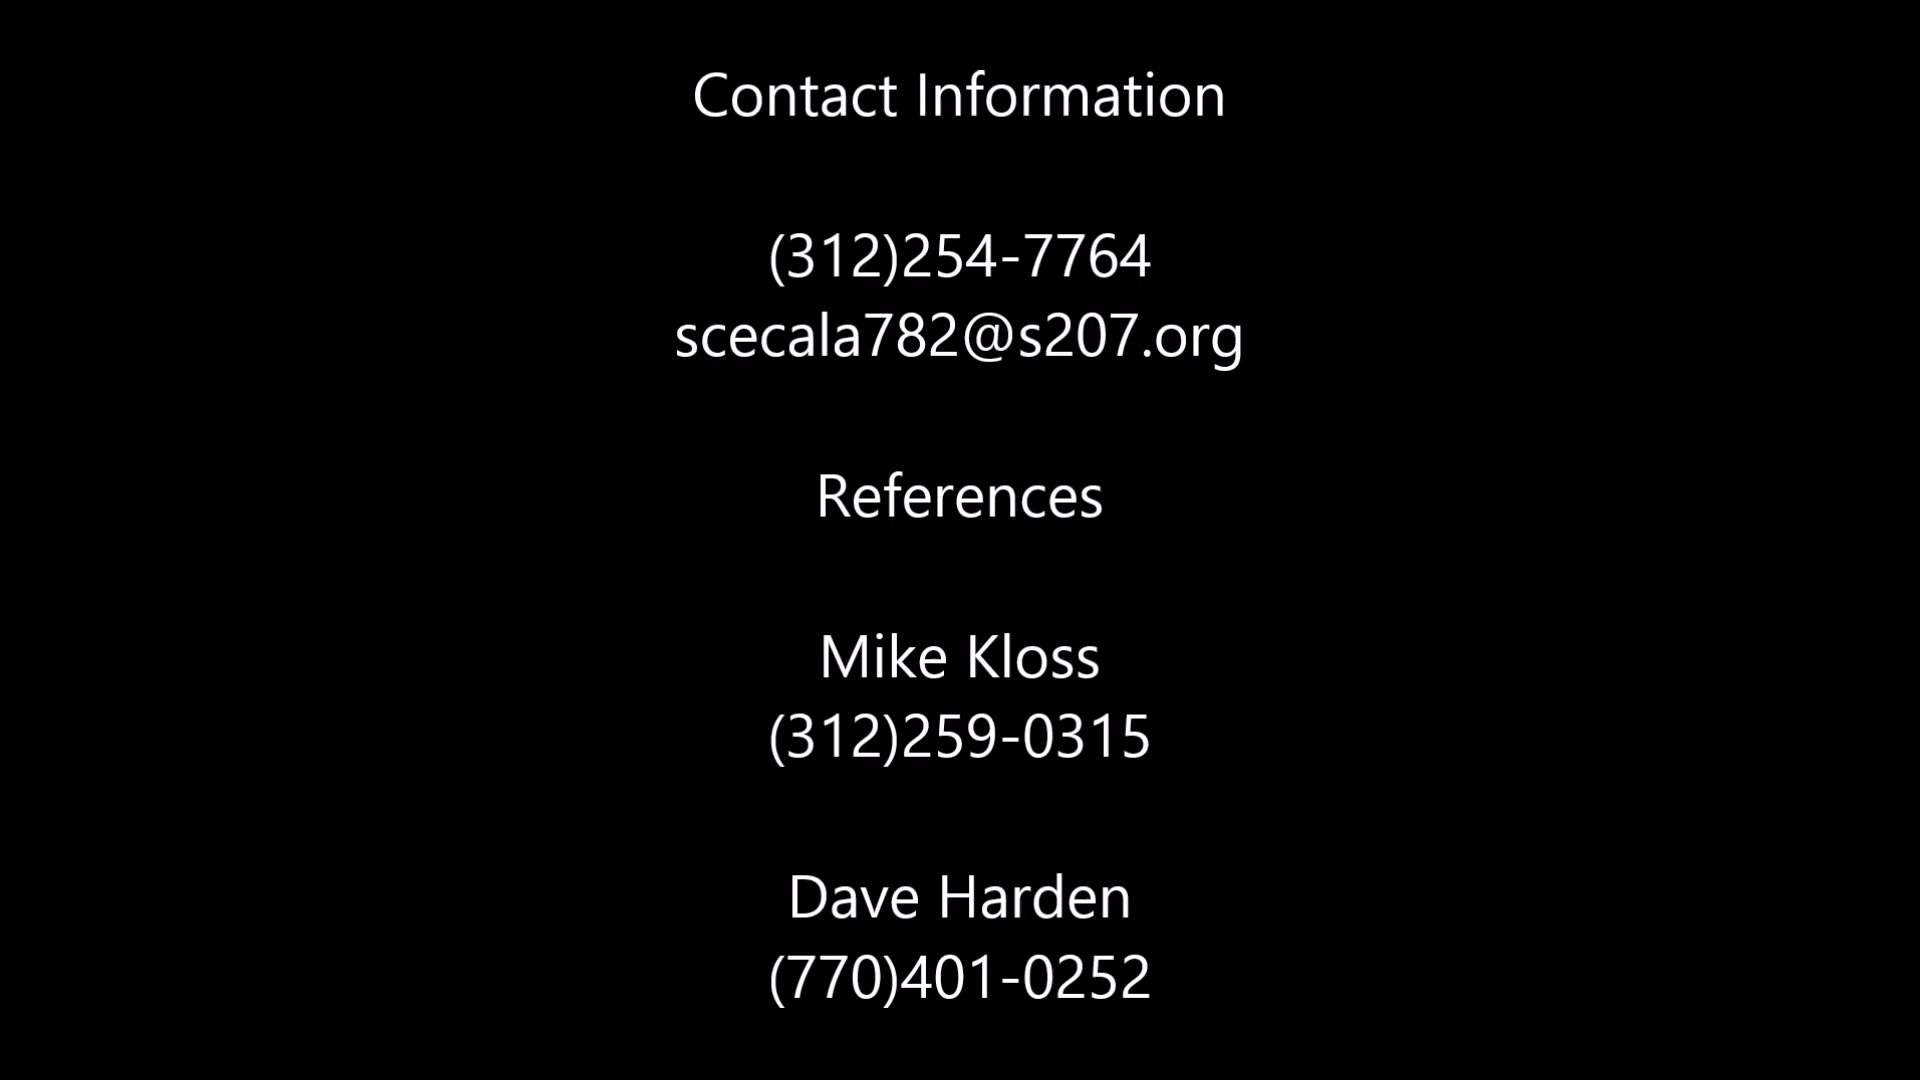 Contact Information
(312)254-7764
scecala782@s207.org
References
Mike Kloss
(312)259-0315
Dave Harden
(770)401-0252